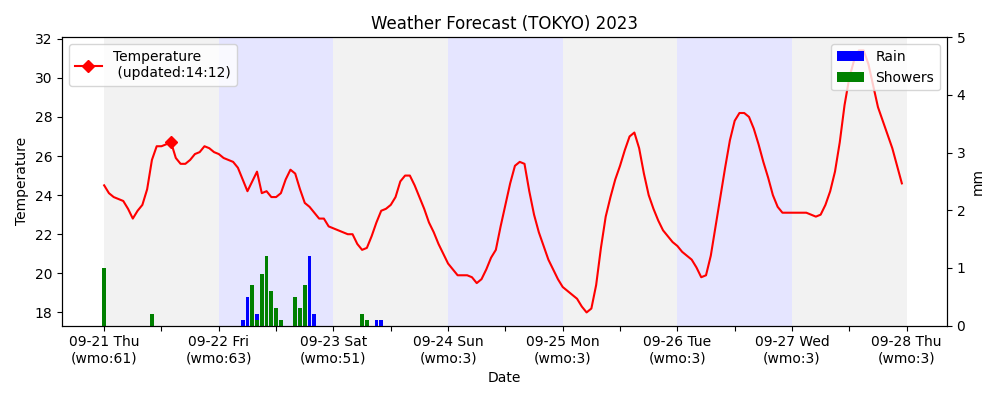 Weather Forecast (TOKYO) 2023
Temperature
(updated:14:12)
Rain
Showers
Temperature
32
30
28
26
24
22
20
18
5
4
3
2
1
0
mm
09-21 Thu
(wmo:61)
09-22 Fri
(wmo:63)
09-23 Sat
(wmo:51)
09-24 Sun
(wmo:3)
09-25 Mon
(wmo:3)
09-26 Tue
(wmo:3)
09-27 Wed
(wmo:3)
09-28 Thu
(wmo:3)
Date